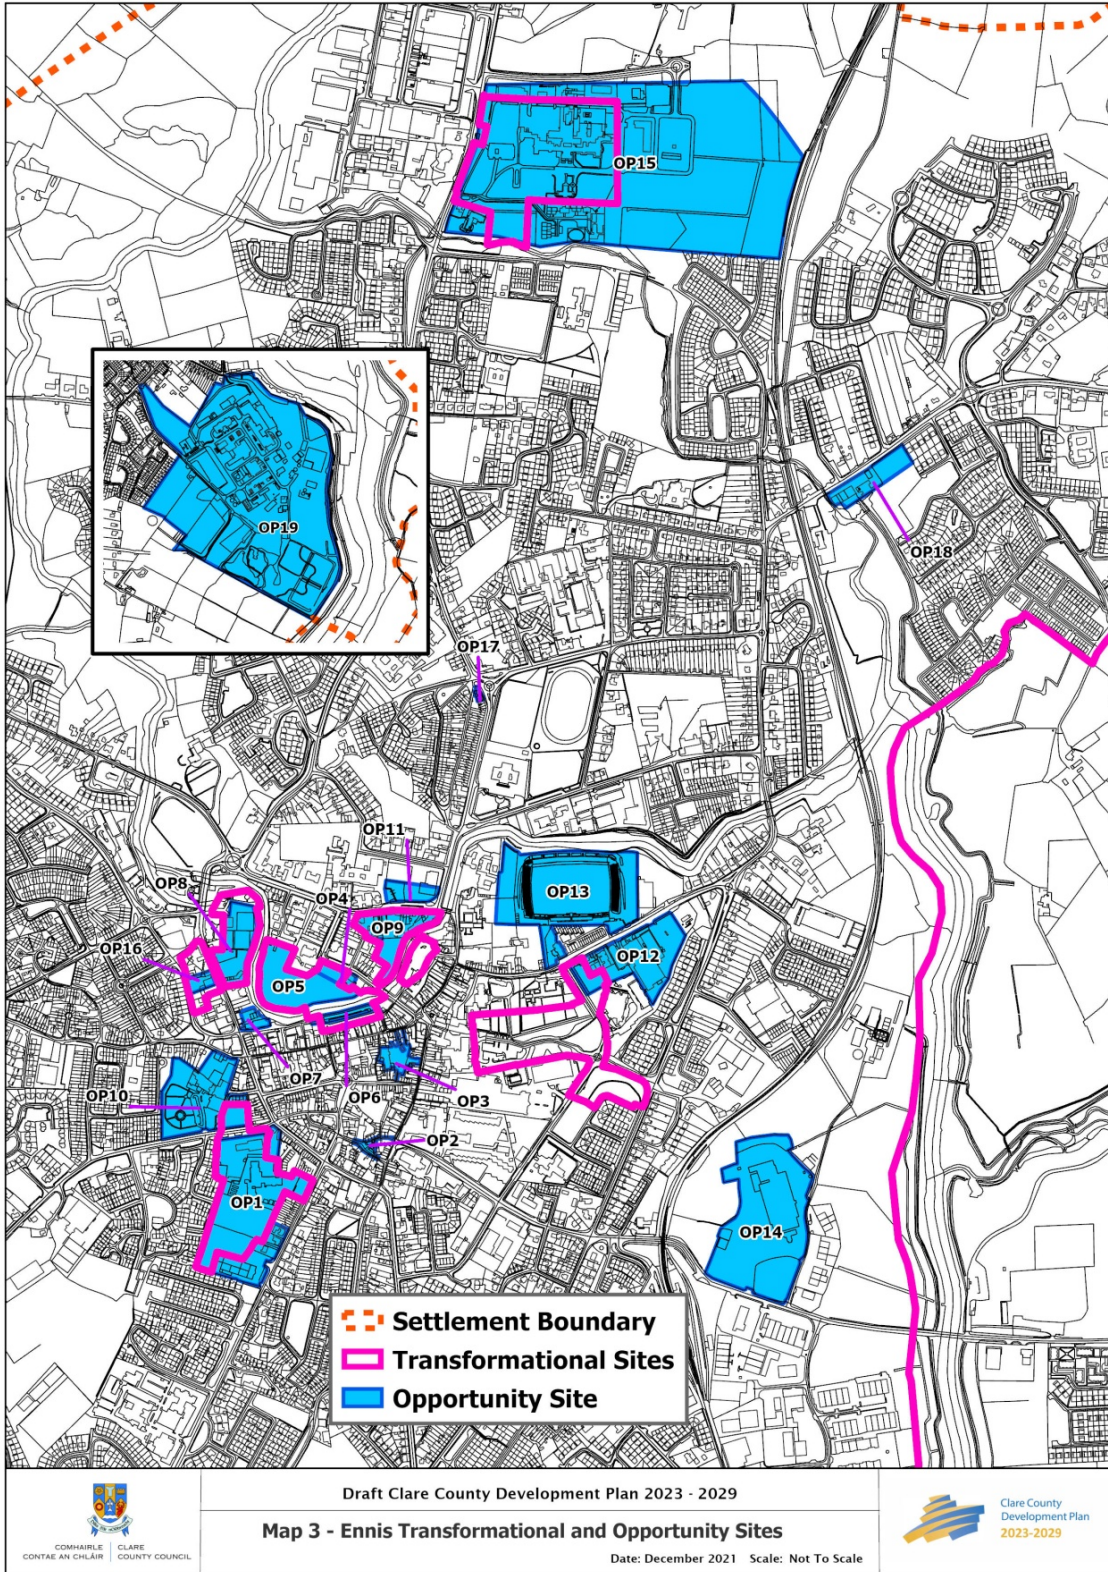 OP15
OP19
OP18
OP17
OP11
OP8
OP4
OP13
OP9
OP16
OP12
OP5
OP7
OP6
OP3
OP10
OP2
OP1
OP14
Settlement Boundary
Transformational Sites
Opportunity Site
COMHAIRLE
CONTAE AN CHLÁIR
CLARE
COUNTY COUNCIL
Draft Clare County Development Plan 2023 - 2029
Map 3 - Ennis Transformational and Opportunity Sites
Date: December 2021 Scale: Not To Scale
Clare County
Development Plan
2023-2029